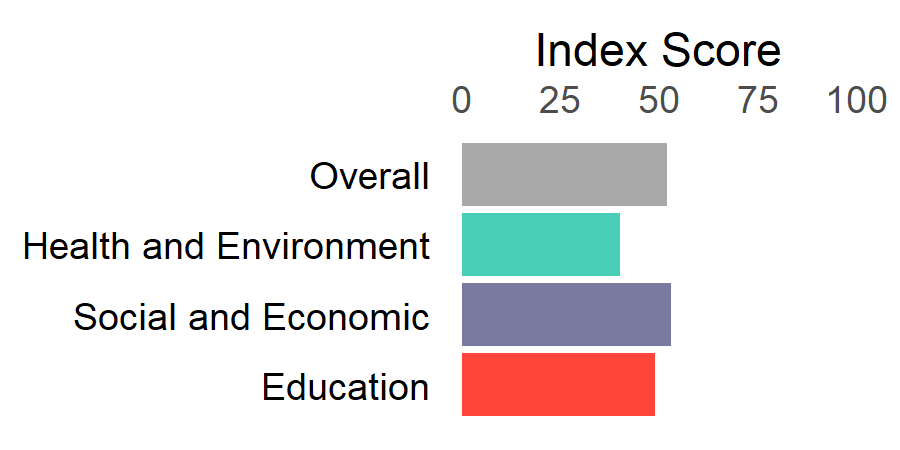 Index Score
0 25 50 75 100
Overall
Health and Environment
Social and Economic
Education